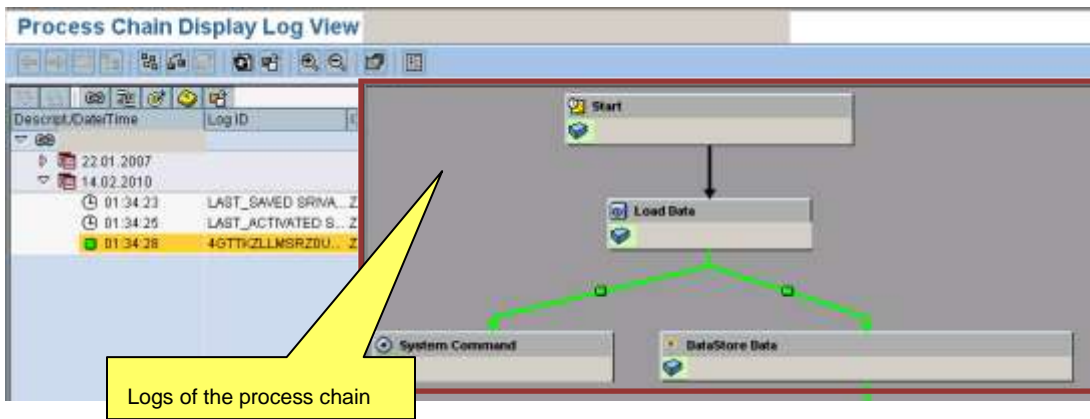 Process Chain Display Log View
Descript./Date/Time Log ID
22.01.2007
14.02.2010
01:34:23 LAST_SAVED SRIVA.. Z
01:34:25 LAST_ACTIVATED S.. Z
01:34:28 Z
Start
Load Data
System Command
DataStore Data
Logs of the process chain